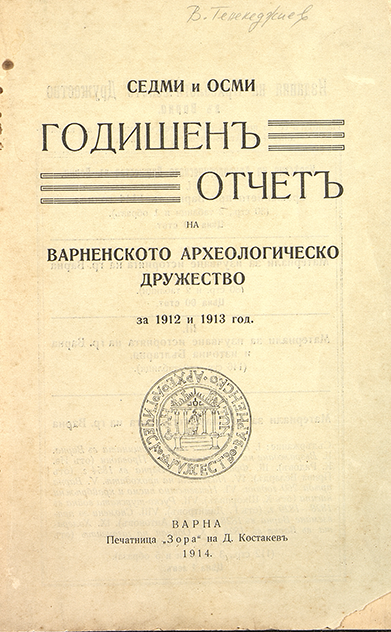 В. Тенекеджиев
СЕДМИ и ОСМИ
ГОДИШЕНЪ
ОТЧЕТЪ
НА
ВАРНЕНСКОТО АРХЕОЛОГИЧЕСКО
ДРУЖЕСТВО
за 1912 и 1913 год.
ВАРНА
Печатница „Зора" на Д. Костакевъ
1914.